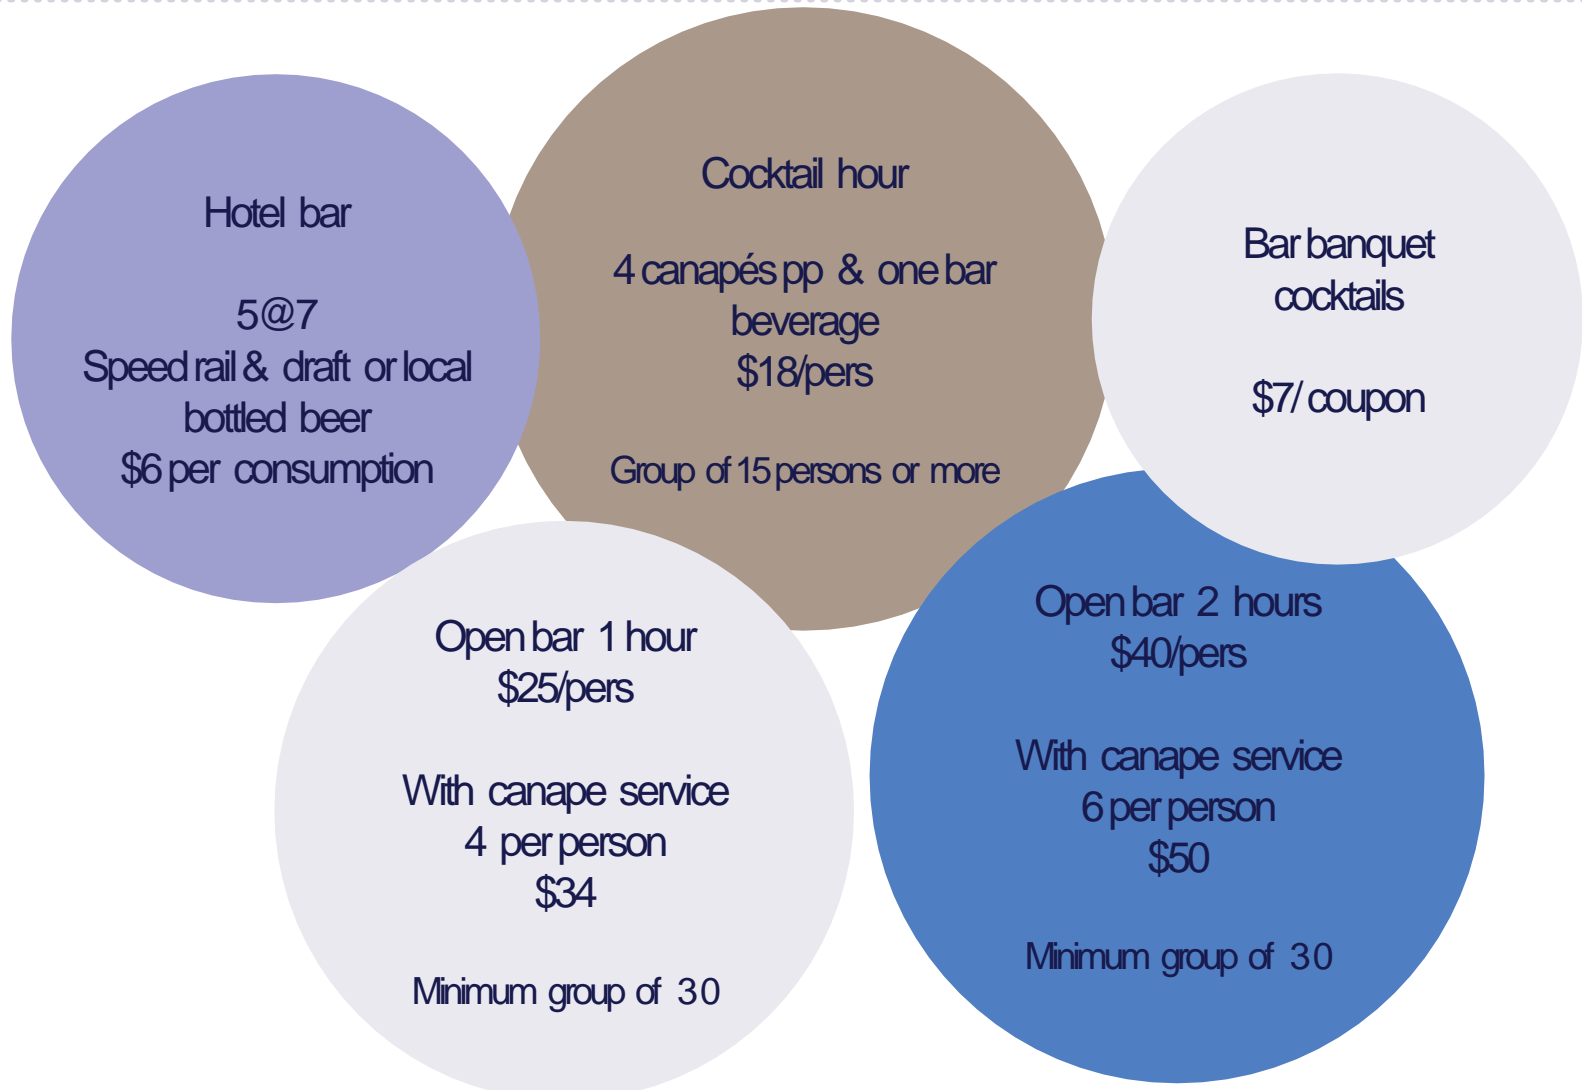 Hotel bar
5@7
Speed rail & draft or local
bottled beer
$6 per consumption
Cocktail hour
4 canapés pp & one bar
beverage
$18/pers
Group of 15 persons or more
Bar banquet
cocktails
$7/ coupon
Open bar 1 hour
$25/pers
With canape service
4 per person
$34
Minimum group of 30
Open bar 2 hours
$40/pers
With canape service
6 per person
$50
Minimum group of 30